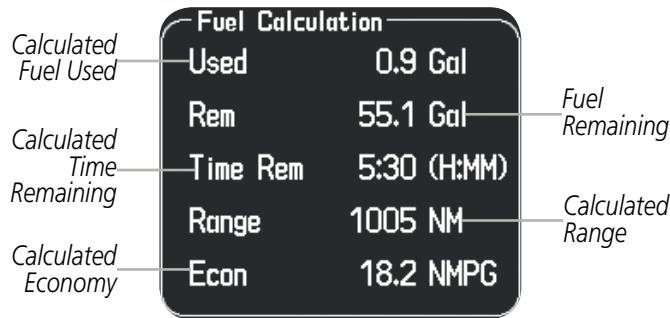 Fuel Calculation
Calculated
Fuel Used
Used 0.9 Gal
Rem 55.1 Gal
Fuel
Remaining
Calculated
Time
Remaining
Time Rem 5:30 (H:MM)
Range 1005 NM
Calculated
Range
Calculated
Economy
Econ 18.2 NMPG